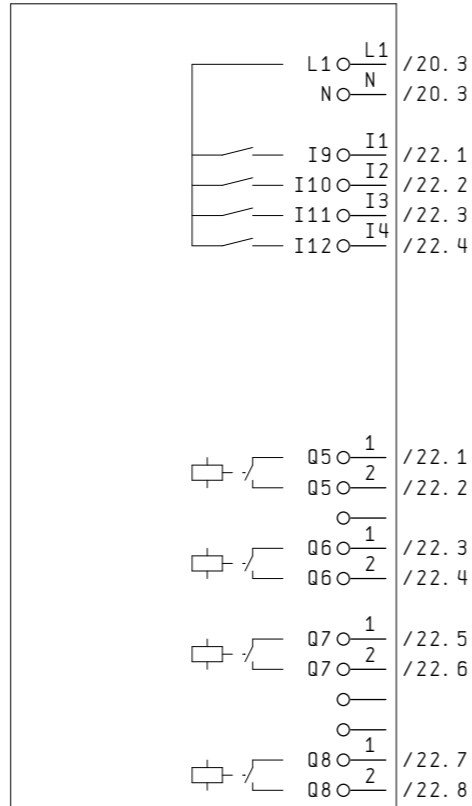 L1 L1 /20.3
N N /20.3
I9 I1 /22.1
I10 I2 /22.2
I11 I3 /22.3
I12 I4 /22.4
Q5 1 /22.1
Q5 2 /22.2
Q6 1 /22.3
Q6 2 /22.4
Q7 1 /22.5
Q7 2 /22.6
Q8 1 /22.7
Q8 2 /22.8